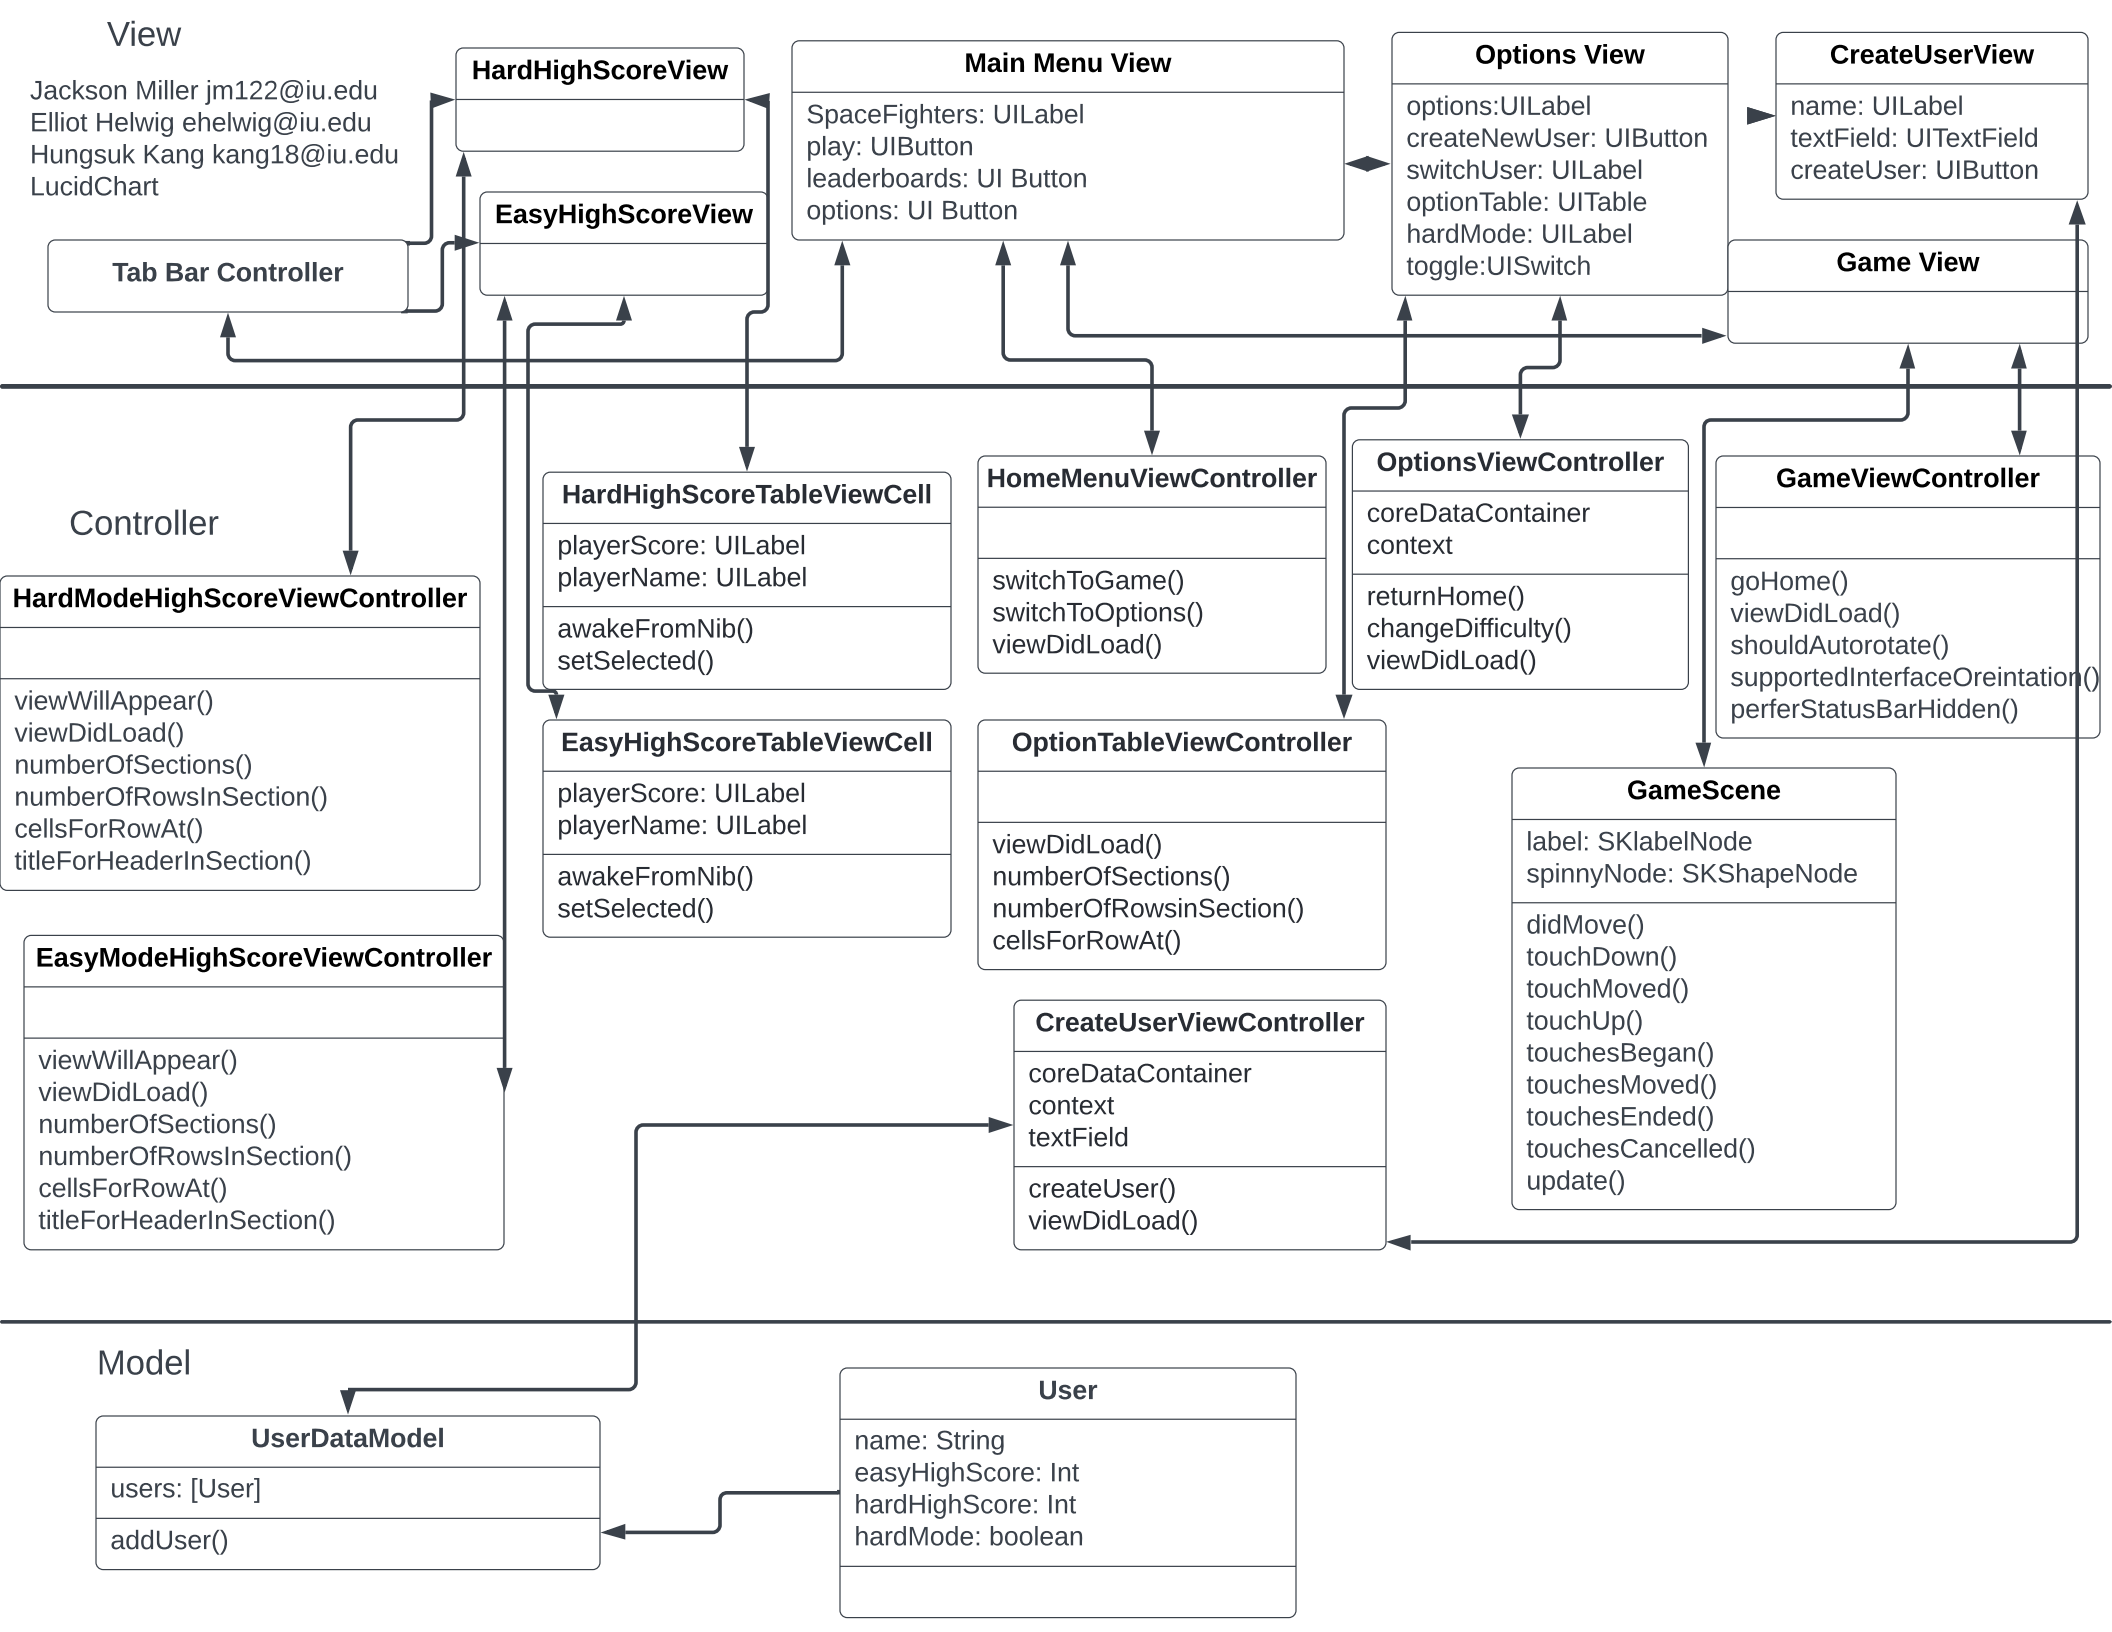 View
Jackson Miller jm122@iu.edu
Elliot Helwig ehelwig@iu.edu
Hungsuk Kang kang18@iu.edu
LucidChart
Tab Bar Controller
HardHighScoreView
EasyHighScoreView
Main Menu View
SpaceFighters: UILabel
play: UIButton
leaderboards: UI Button
options: UI Button
Options View
options:UILabel
createNewUser: UIButton
switchUser: UILabel
optionTable: UITable
hardMode: UILabel
toggle:UISwitch
CreateUserView
name: UILabel
textField: UITextField
createUser: UIButton
Game View
Controller
HardModeHighScoreViewController
viewWillAppear()
viewDidLoad()
numberOfSections()
numberOfRowsInSection()
cellsForRowAt()
titleForHeaderInSection()
EasyModeHighScoreViewController
viewWillAppear()
viewDidLoad()
numberOfSections()
numberOfRowsInSection()
cellsForRowAt()
titleForHeaderInSection()
HardHighScoreTableViewCell
playerScore: UILabel
playerName: UILabel
awakeFromNib()
setSelected()
EasyHighScoreTableViewCell
playerScore: UILabel
playerName: UILabel
awakeFromNib()
setSelected()
HomeMenuViewController
switchToGame()
switchToOptions()
viewDidLoad()
OptionTableViewController
viewDidLoad()
numberOfSections()
numberOfRowsinSection()
cellsForRowAt()
CreateUserViewController
coreDataContainer
context
textField
createUser()
viewDidLoad()
OptionsViewController
coreDataContainer
context
returnHome()
changeDifficulty()
viewDidLoad()
GameViewController
goHome()
viewDidLoad()
shouldAutorotate()
supportedInterfaceOreintation()
perferStatusBarHidden()
GameScene
label: SKlabelNode
spinnyNode: SKShapeNode
didMove()
touchDown()
touchMoved()
touchUp()
touchesBegan()
touchesMoved()
touchesEnded()
touchesCancelled()
update()
Model
UserDataModel
users: [User]
addUser()
User
name: String
easyHighScore: Int
hardHighScore: Int
hardMode: boolean